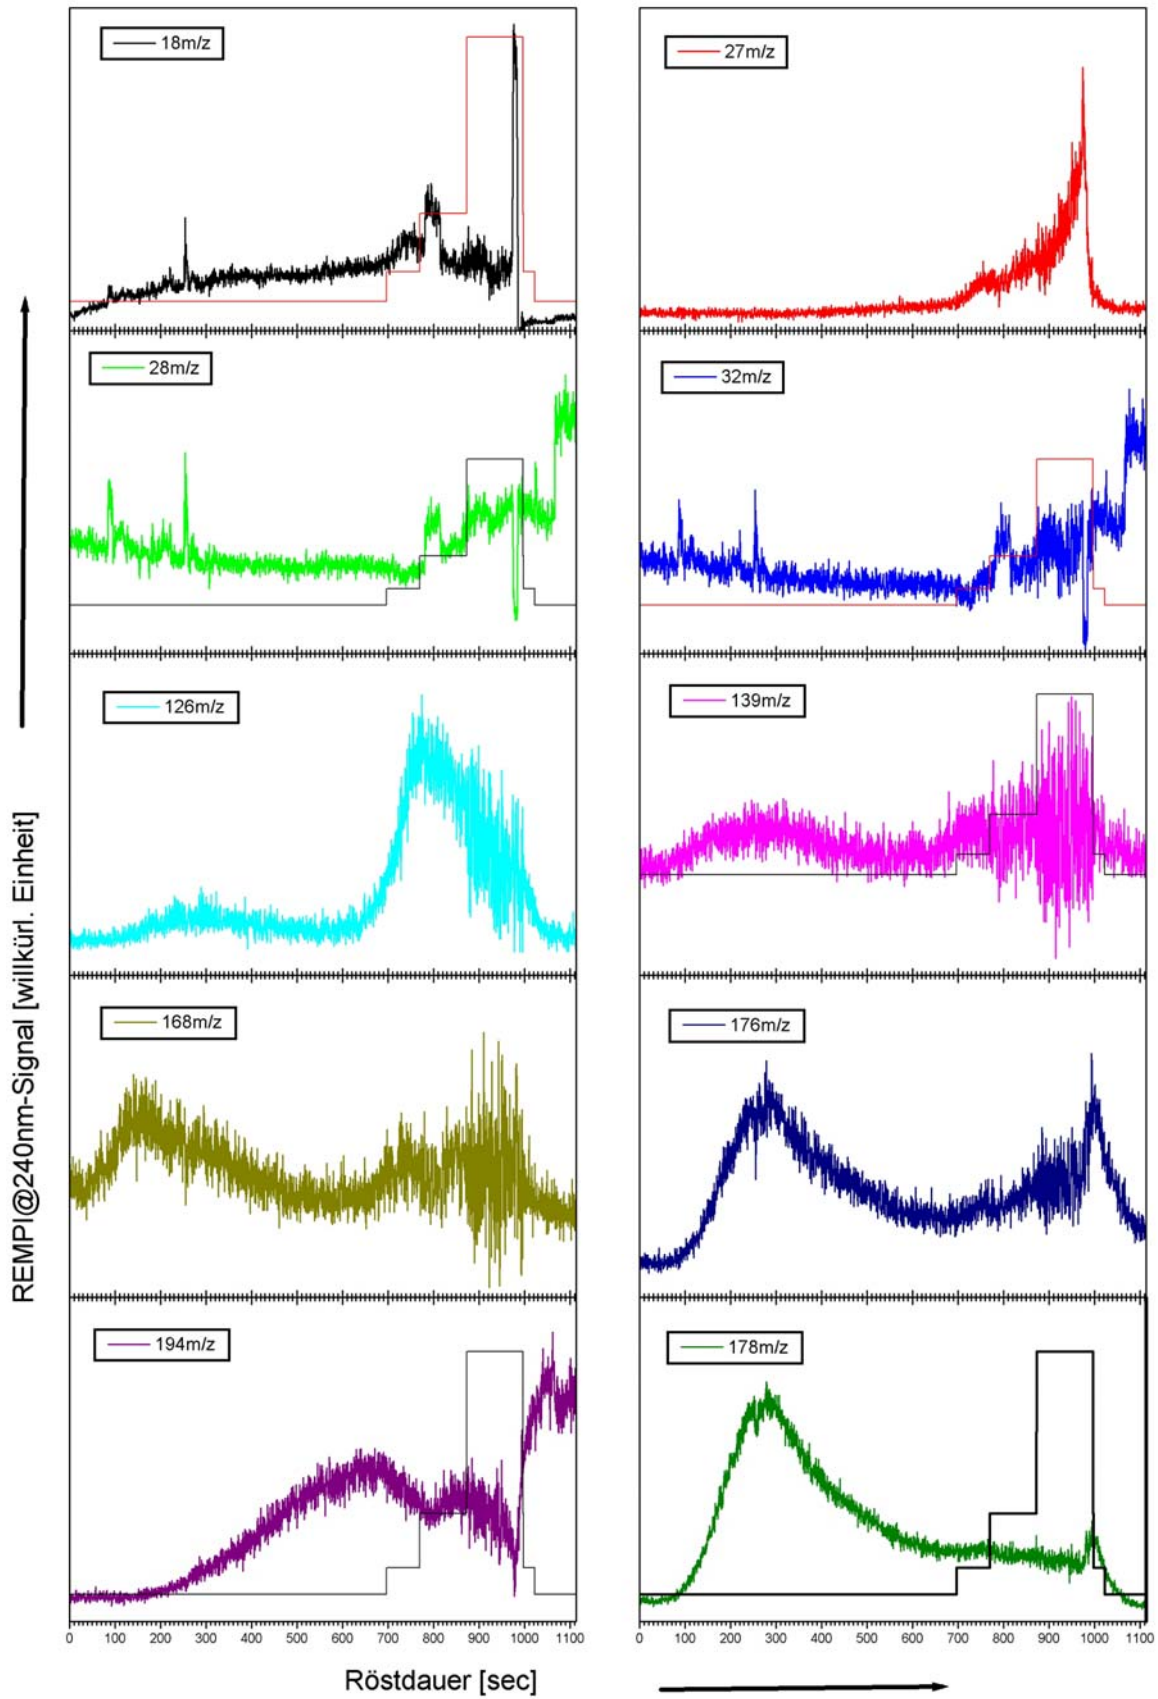 18m/z
27m/z
28m/z
32m/z
126m/z
139m/z
168m/z
176m/z
194m/z
178m/z
REMPI@240nm-Signal [willkürl. Einheit]
0 100 200 300 400 500 600 700 800 900 1000 1100
0 100 200 300 400 500 600 700 800 900 1000 1100
Röstdauer [sec]